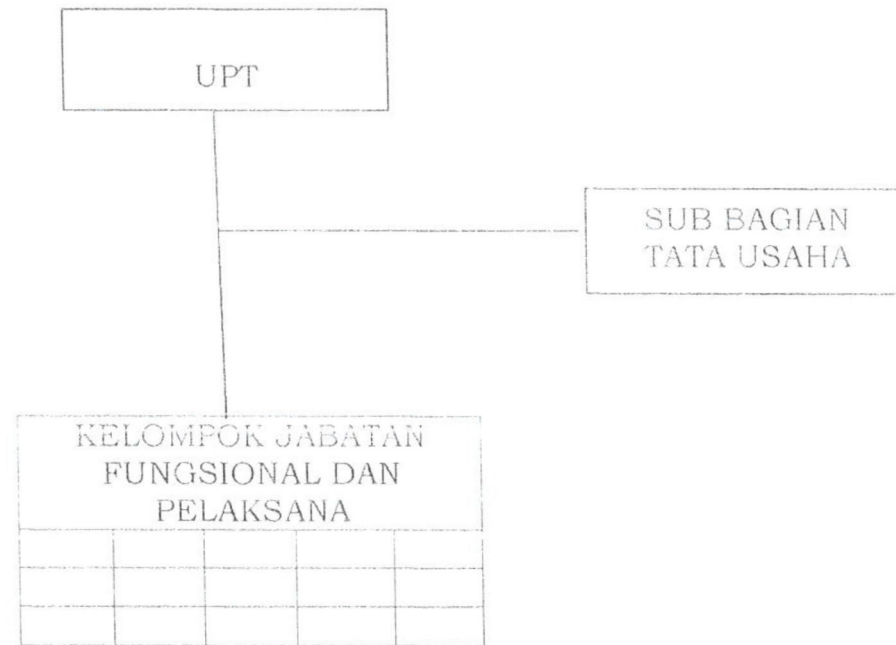 UPT
SUB BAGIAN
TATA USAHA
KELOMPOK JABATAN
FUNGSIONAL DAN
PELAKSANA